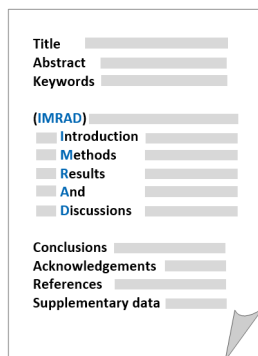 Title
Abstract
Keywords
(IMRAD)
Introduction
Methods
Results
And
Discussions
Conclusions
Acknowledgements
References
Supplementary data